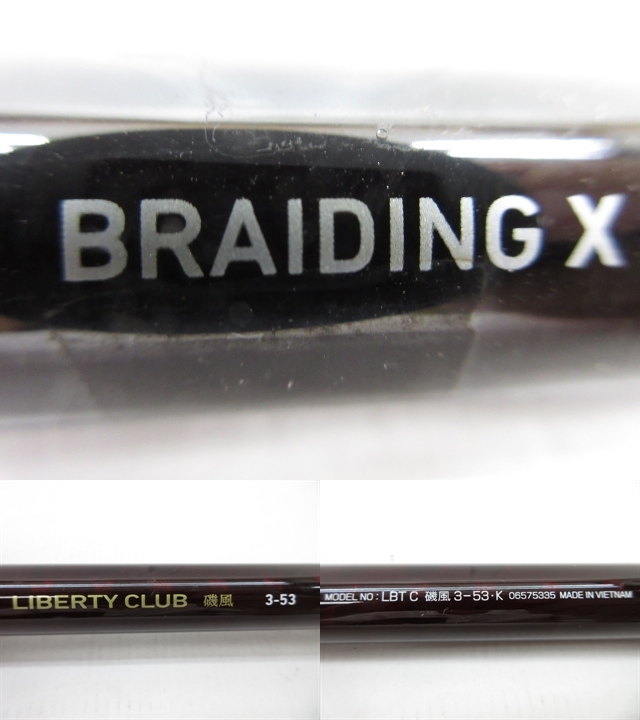 BRAIDING X
LIBERTY CLUB 磯風 3-53
MODEL NO : LBT C 磯風 3-53・K 06575335 MADE IN VIETNAM